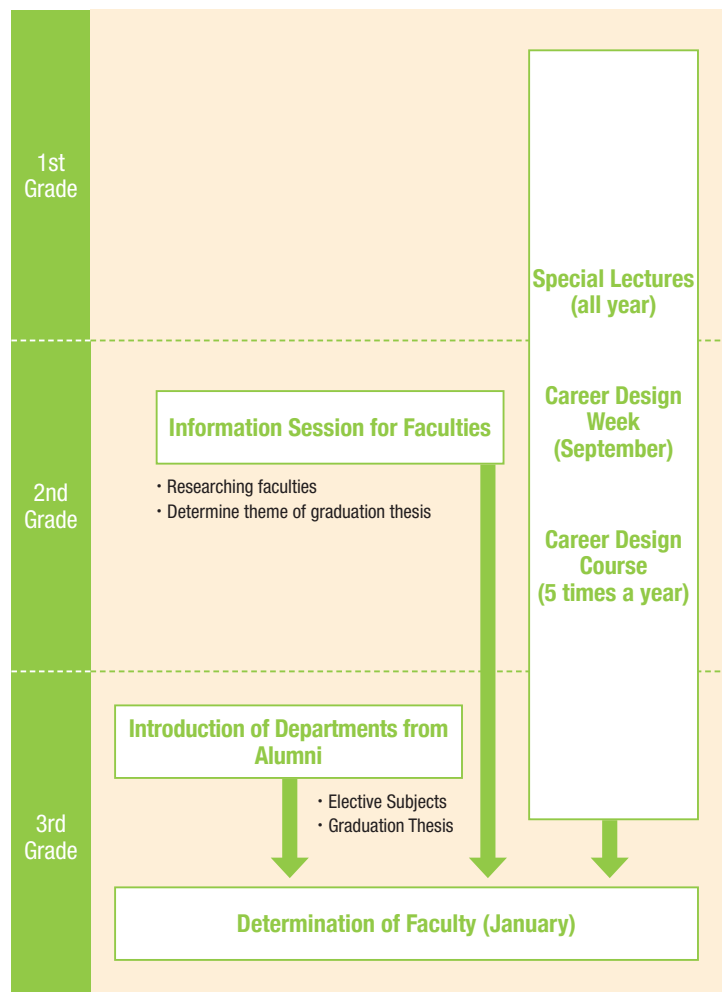 1st
Grade
Special Lectures
(all year)
Career Design
Week
(September)
Career Design
Course
(5 times a year)
2nd
Grade
Information Session for Faculties
・Researching faculties
・Determine theme of graduation thesis
3rd
Grade
Introduction of Departments from
Alumni
・Elective Subjects
・Graduation Thesis
Determination of Faculty (January)